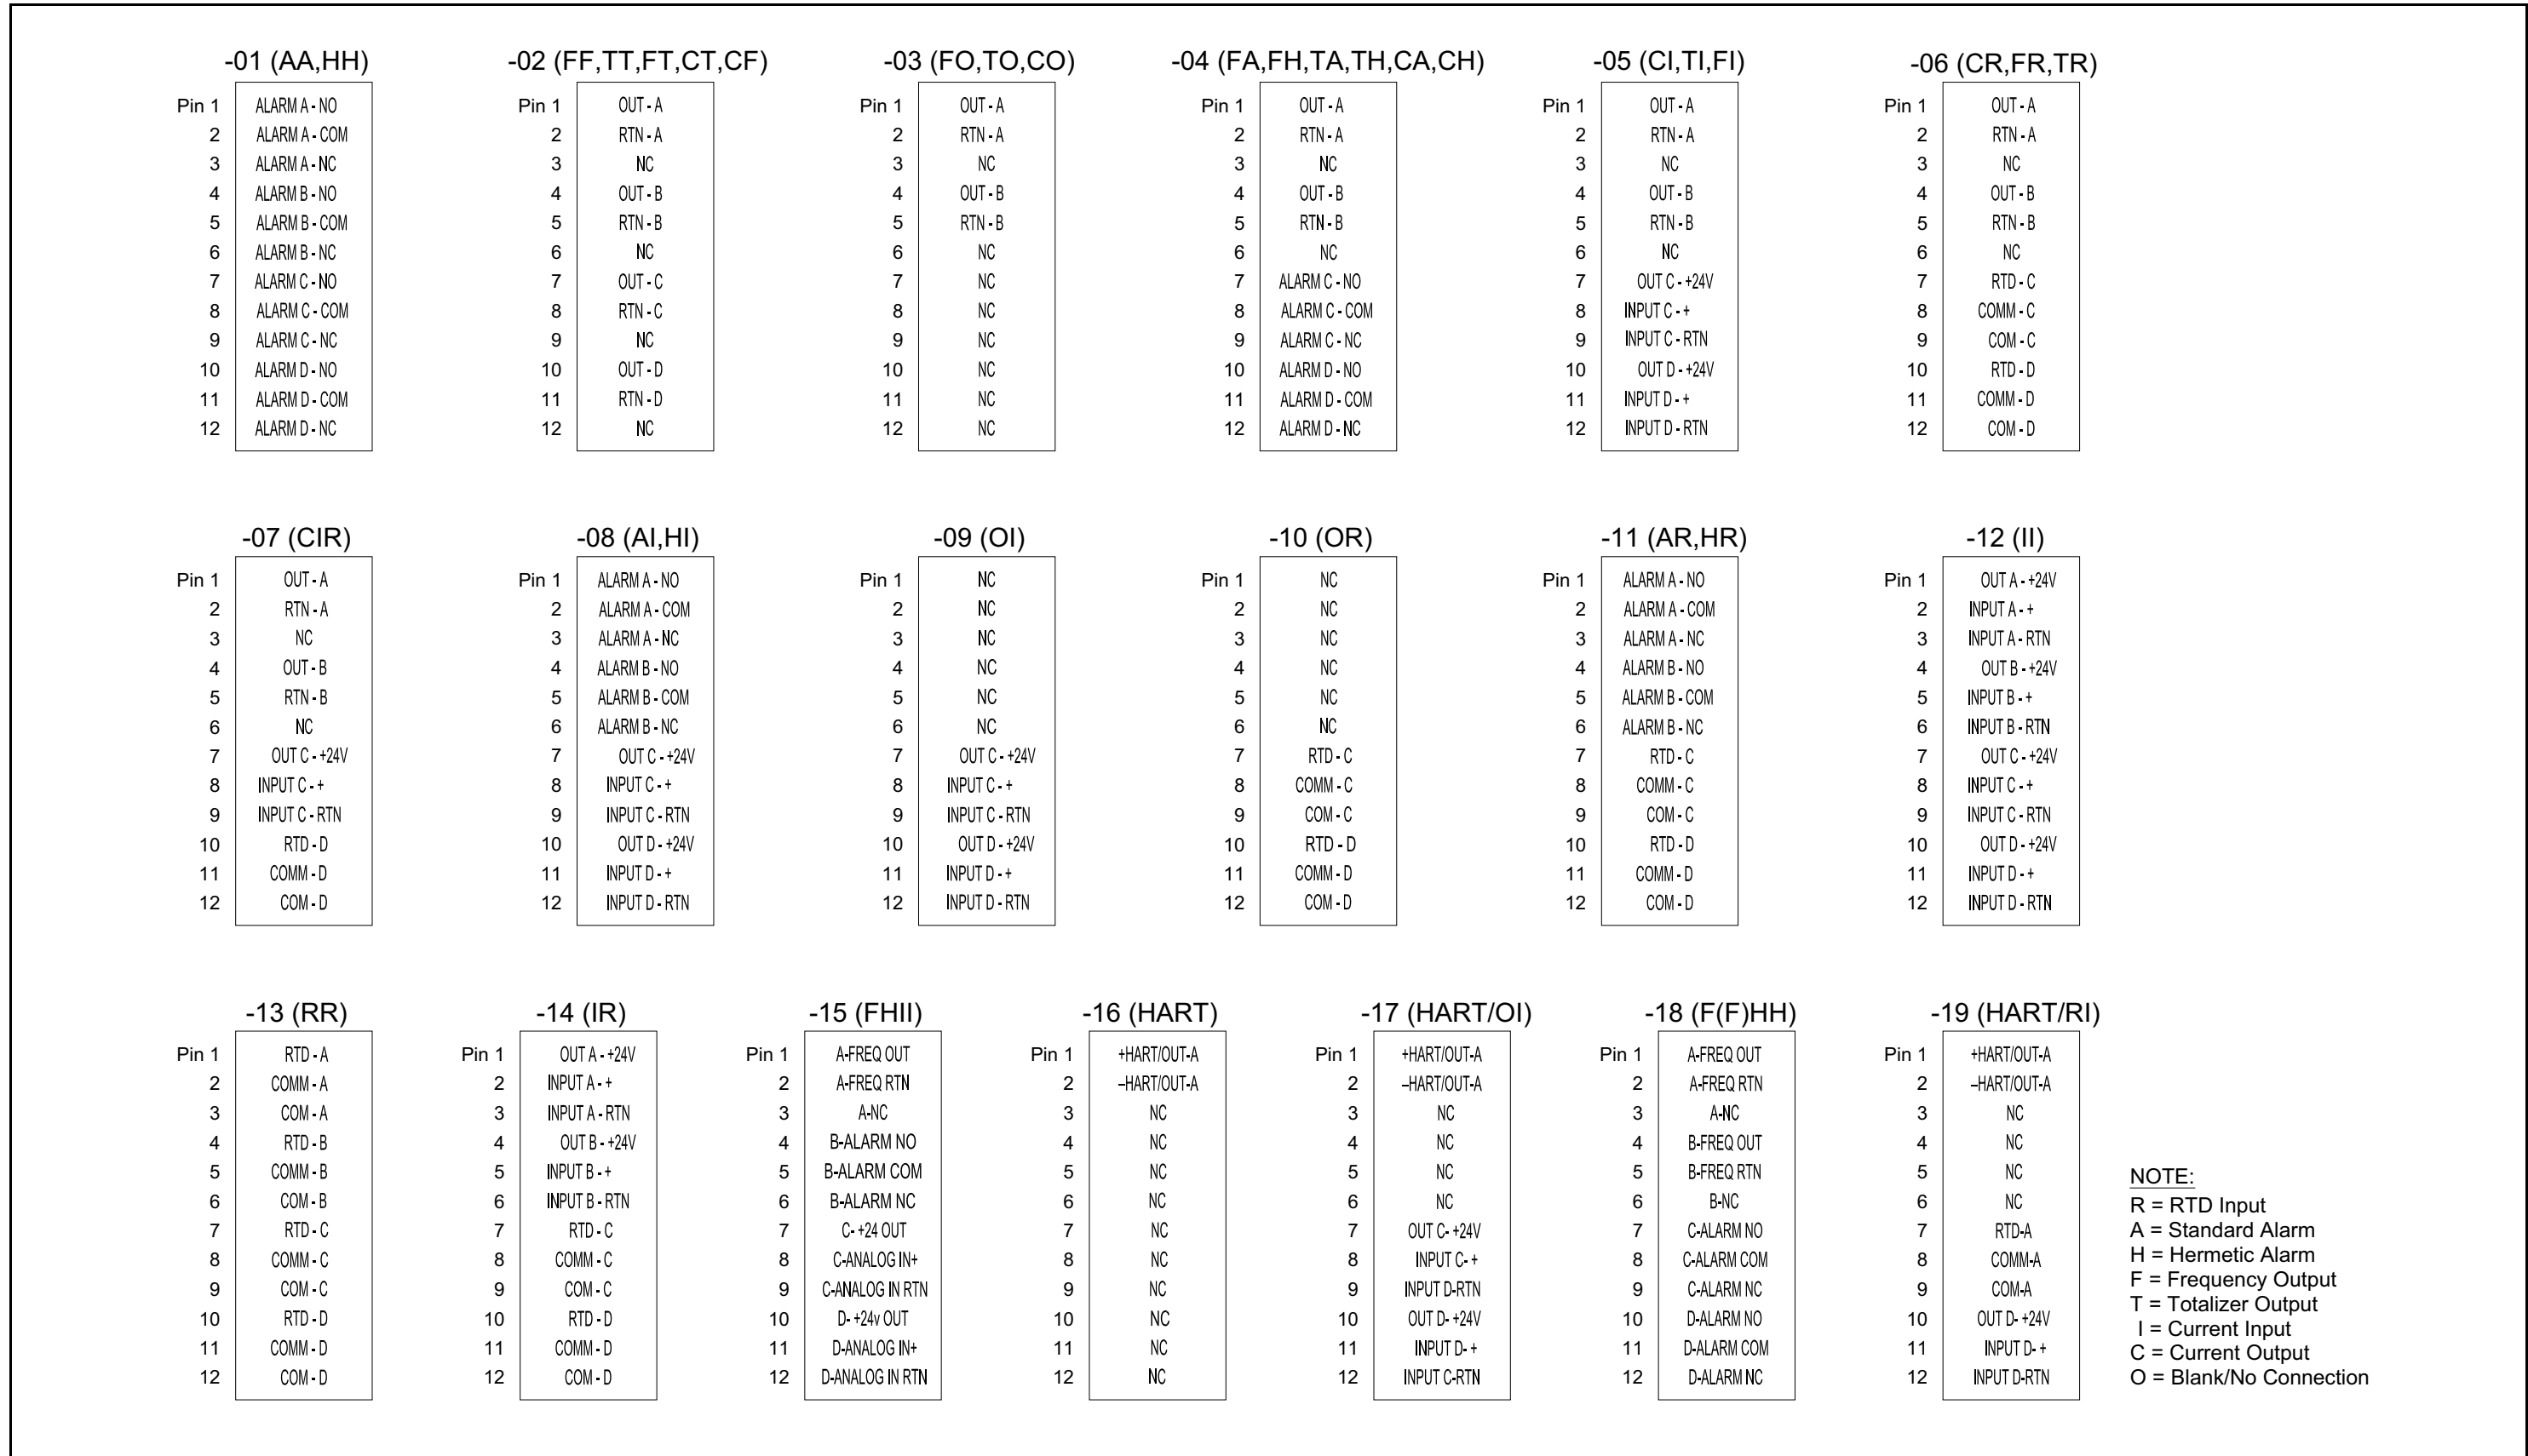 -01 (AA,HH)
Pin 1 ALARM A - NO
2 ALARM A - COM
3 ALARM A - NC
4 ALARM B - NO
5 ALARM B - COM
6 ALARM B - NC
7 ALARM C - NO
8 ALARM C - COM
9 ALARM C - NC
10 ALARM D - NO
11 ALARM D - COM
12 ALARM D - NC
-02 (FF,TT,FT,CT,CF)
Pin 1 OUT - A
2 RTN - A
3 NC
4 OUT - B
5 RTN - B
6 NC
7 OUT - C
8 RTN - C
9 NC
10 OUT - D
11 RTN - D
12 NC
-03 (FO,TO,CO)
Pin 1 OUT - A
2 RTN - A
3 NC
4 OUT - B
5 RTN - B
6 NC
7 NC
8 NC
9 NC
10 NC
11 NC
12 NC
-04 (FA,FH,TA,TH,CA,CH)
Pin 1 OUT - A
2 RTN - A
3 NC
4 OUT - B
5 RTN - B
6 NC
7 ALARM C - NO
8 ALARM C - COM
9 ALARM C - NC
10 ALARM D - NO
11 ALARM D - COM
12 ALARM D - NC
-05 (CI,TI,FI)
Pin 1 OUT - A
2 RTN - A
3 NC
4 OUT - B
5 RTN - B
6 NC
7 OUT C - +24V
8 INPUT C - +
9 INPUT C - RTN
10 OUT D - +24V
11 INPUT D - +
12 INPUT D - RTN
-06 (CR,FR,TR)
Pin 1 OUT - A
2 RTN - A
3 NC
4 OUT - B
5 RTN - B
6 NC
7 RTD - C
8 COMM - C
9 COM - C
10 RTD - D
11 COMM - D
12 COM - D
-07 (CIR)
Pin 1 OUT - A
2 RTN - A
3 NC
4 OUT - B
5 RTN - B
6 NC
7 OUT C - +24V
8 INPUT C - +
9 INPUT C - RTN
10 RTD - D
11 COMM - D
12 COM - D
-08 (AI,HI)
Pin 1 ALARM A - NO
2 ALARM A - COM
3 ALARM A - NC
4 ALARM B - NO
5 ALARM B - COM
6 ALARM B - NC
7 OUT C - +24V
8 INPUT C - +
9 INPUT C - RTN
10 OUT D - +24V
11 INPUT D - +
12 INPUT D - RTN
-09 (OI)
Pin 1 NC
2 NC
3 NC
4 NC
5 NC
6 NC
7 OUT C - +24V
8 INPUT C - +
9 INPUT C - RTN
10 OUT D - +24V
11 INPUT D - +
12 INPUT D - RTN
-10 (OR)
Pin 1 NC
2 NC
3 NC
4 NC
5 NC
6 NC
7 RTD - C
8 COMM - C
9 COM - C
10 RTD - D
11 COMM - D
12 COM - D
-11 (AR,HR)
Pin 1 ALARM A - NO
2 ALARM A - COM
3 ALARM A - NC
4 ALARM B - NO
5 ALARM B - COM
6 ALARM B - NC
7 RTD - C
8 COMM - C
9 COM - C
10 RTD - D
11 COMM - D
12 COM - D
-12 (II)
Pin 1 OUT A - +24V
2 INPUT A - +
3 INPUT A - RTN
4 OUT B - +24V
5 INPUT B - +
6 INPUT B - RTN
7 OUT C - +24V
8 INPUT C - +
9 INPUT C - RTN
10 OUT D - +24V
11 INPUT D - +
12 INPUT D - RTN
-13 (RR)
Pin 1 RTD - A
2 COMM - A
3 COM - A
4 RTD - B
5 COMM - B
6 COM - B
7 RTD - C
8 COMM - C
9 COM - C
10 RTD - D
11 COMM - D
12 COM - D
-14 (IR)
Pin 1 OUT A - +24V
2 INPUT A - +
3 INPUT A - RTN
4 OUT B - +24V
5 INPUT B - +
6 INPUT B - RTN
7 RTD - C
8 COMM - C
9 COM - C
10 RTD - D
11 COMM - D
12 COM - D
-15 (FHII)
Pin 1 A-FREQ OUT
2 A-FREQ RTN
3 A-NC
4 B-ALARM NO
5 B-ALARM COM
6 B-ALARM NC
7 C- +24 OUT
8 C-ANALOG IN+
9 C-ANALOG IN RTN
10 D- +24v OUT
11 D-ANALOG IN+
12 D-ANALOG IN RTN
-16 (HART)
Pin 1 +HART/OUT-A
2 –HART/OUT-A
3 NC
4 NC
5 NC
6 NC
7 NC
8 NC
9 NC
10 NC
11 NC
12 NC
-17 (HART/OI)
Pin 1 +HART/OUT-A
2 –HART/OUT-A
3 NC
4 NC
5 NC
6 NC
7 OUT C- +24V
8 INPUT C- +
9 INPUT D-RTN
10 OUT D- +24V
11 INPUT D- +
12 INPUT C-RTN
-18 (F(F)HH)
Pin 1 A-FREQ OUT
2 A-FREQ RTN
3 A-NC
4 B-FREQ OUT
5 B-FREQ RTN
6 B-NC
7 C-ALARM NO
8 C-ALARM COM
9 C-ALARM NC
10 D-ALARM NO
11 D-ALARM COM
12 D-ALARM NC
-19 (HART/RI)
Pin 1 +HART/OUT-A
2 –HART/OUT-A
3 NC
4 NC
5 NC
6 NC
7 RTD-A
8 COMM-A
9 COM-A
10 OUT D- +24V
11 INPUT D- +
12 INPUT D-RTN
NOTE:
R = RTD Input
A = Standard Alarm
H = Hermetic Alarm
F = Frequency Output
T = Totalizer Output
I = Current Input
C = Current Output
O = Blank/No Connection